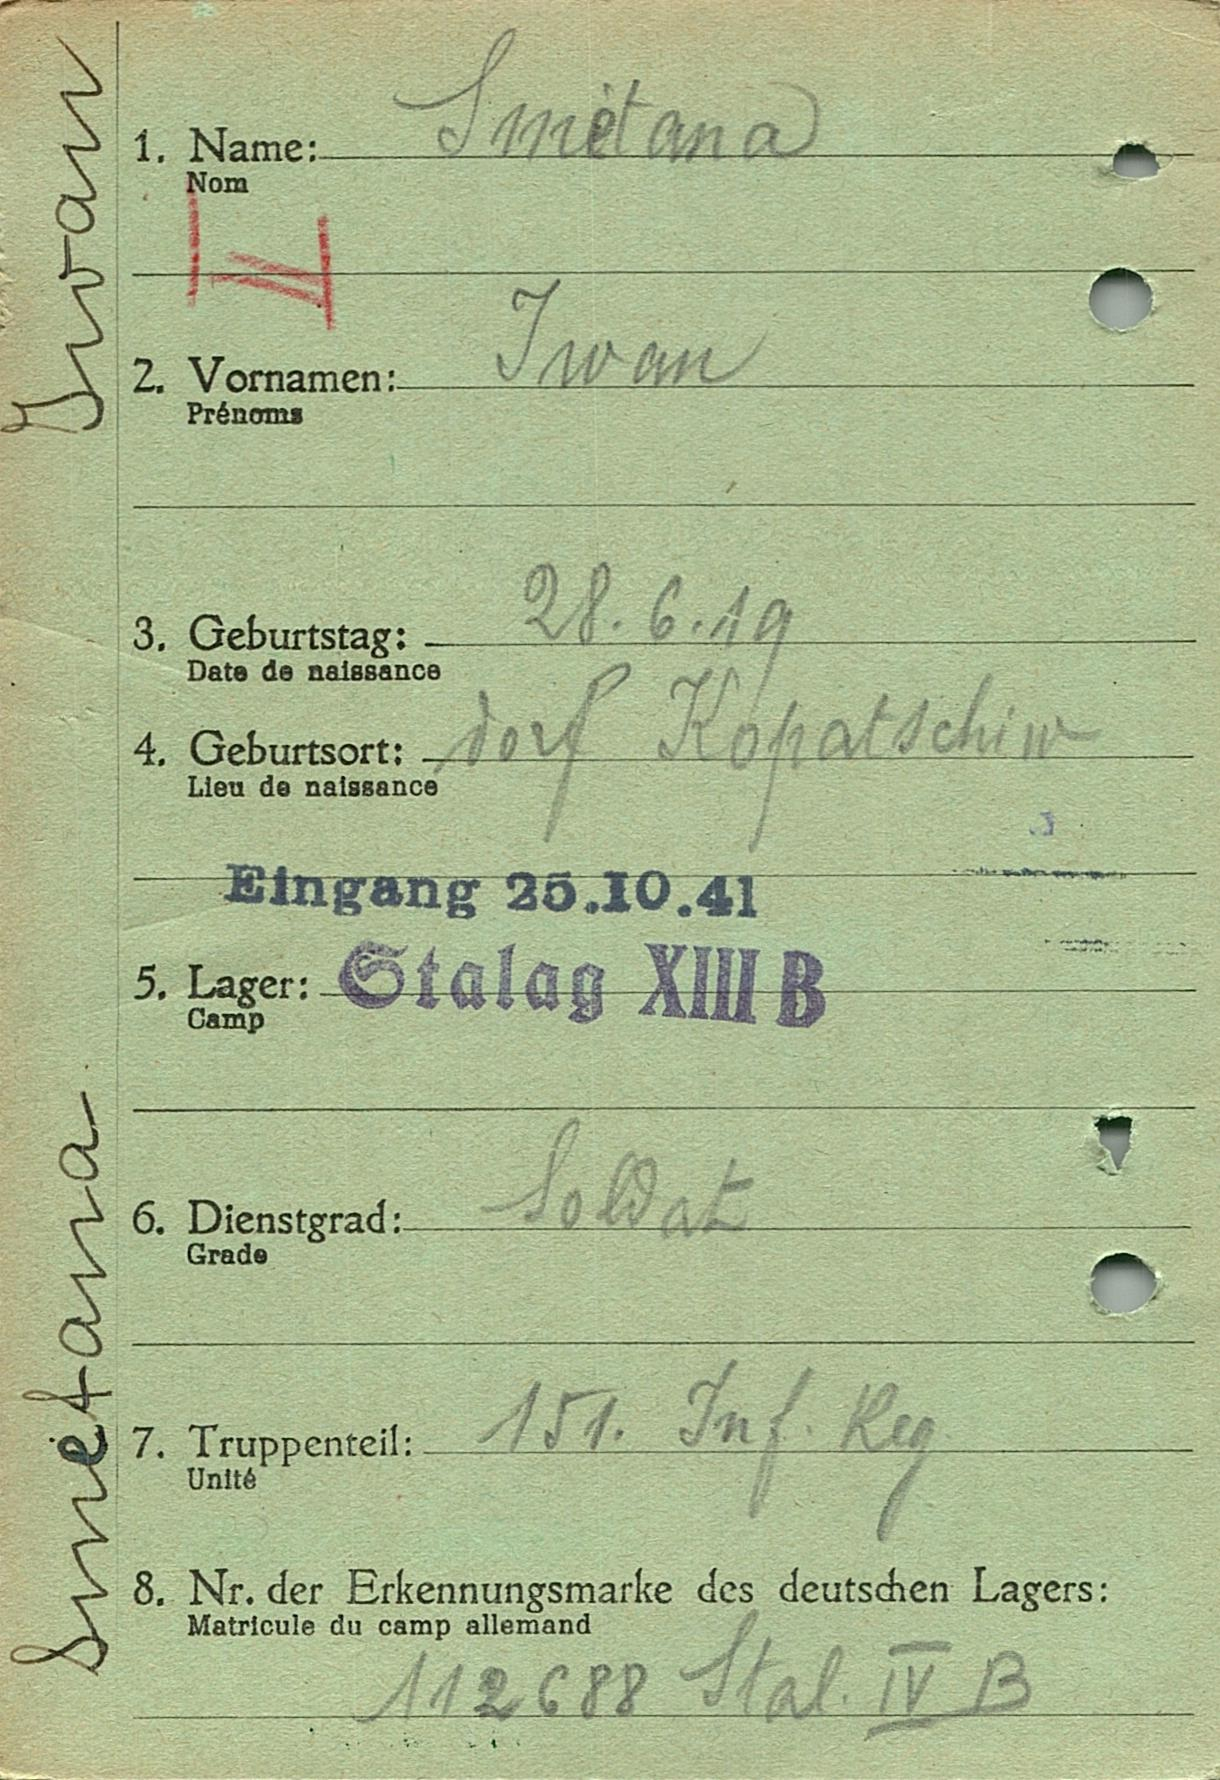 Smetana Iwan
1. Name: Smetana
Nom
2. Vornamen: Iwan
Prénoms
3. Geburtstag: 28.6.19
Date de naissance
4. Geburtsort: dorf Kopatschiw
Lieu de naissance
Eingang 25.10.41
5. Lager: Stalag XIII B
Camp
6. Dienstgrad: Soldat
Grade
7. Truppenteil: 151. Inf. Reg.
Unité
8. Nr. der Erkennungsmarke des deutschen Lagers:
Matricule du camp allemand
112688 Stal. IV B